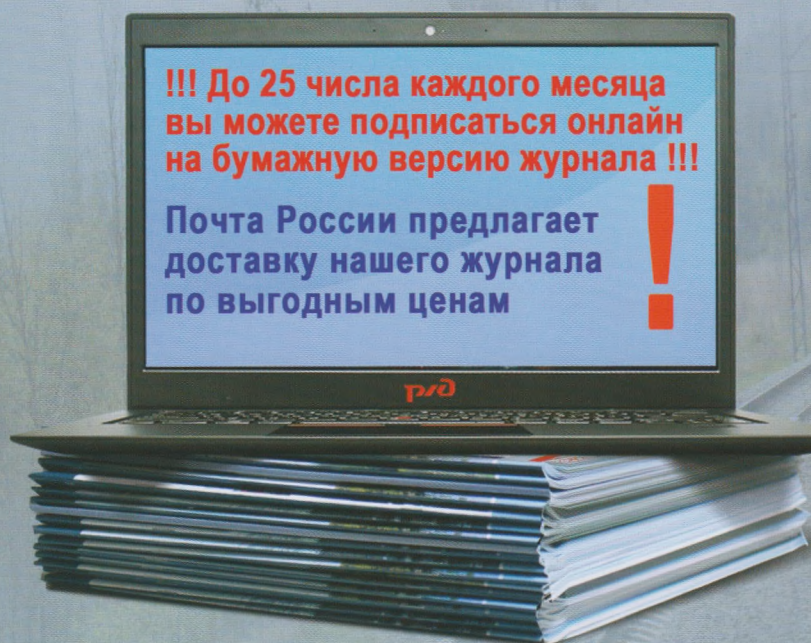 !!! До 25 числа каждого месяца
вы можете подписаться онлайн
на бумажную версию журнала !!!
Почта России предлагает
доставку нашего журнала
по выгодным ценам
!
ржд